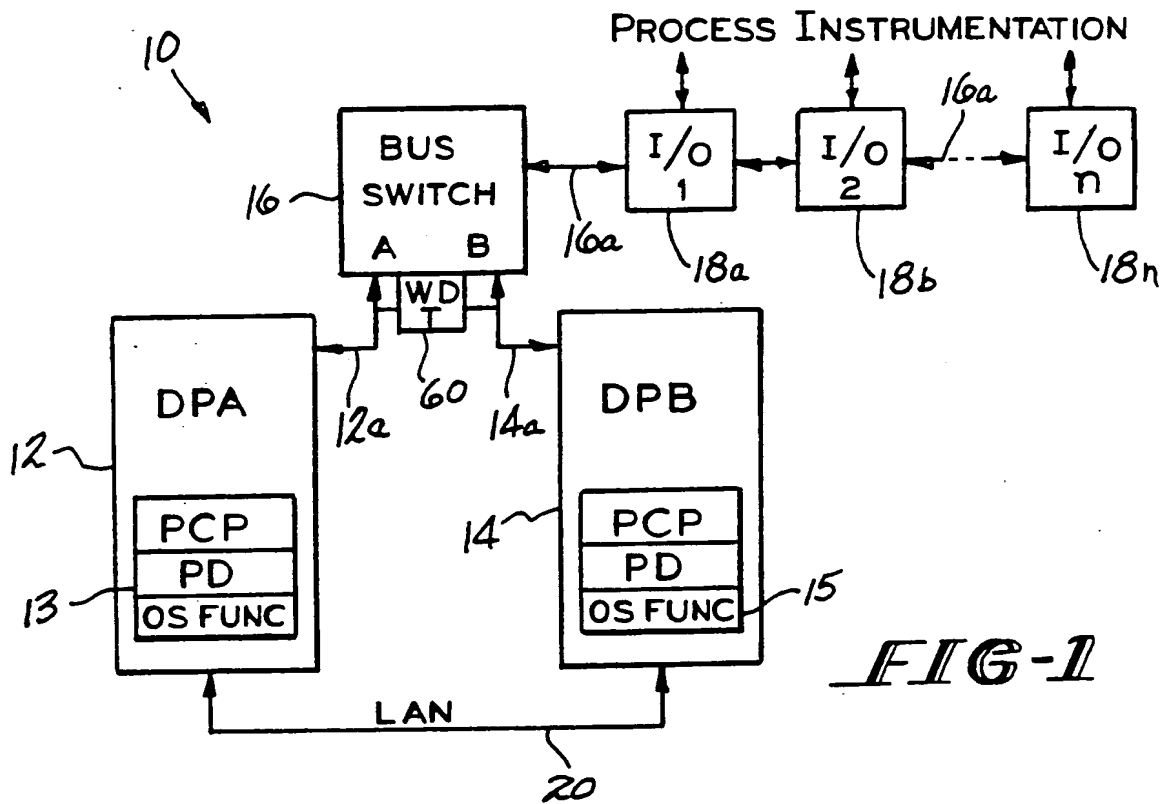 PROCESS INSTRUMENTATION
10
BUS
SWITCH
A B
16
I/O
1
I/O
2
I/O
n
16a
16a
18a
18b
18n
WD
T
60
12a
14a
DPA
12
PCP
PD
OS FUNC
13
DPB
14
PCP
PD
OS FUNC
15
LAN
20
FIG-1